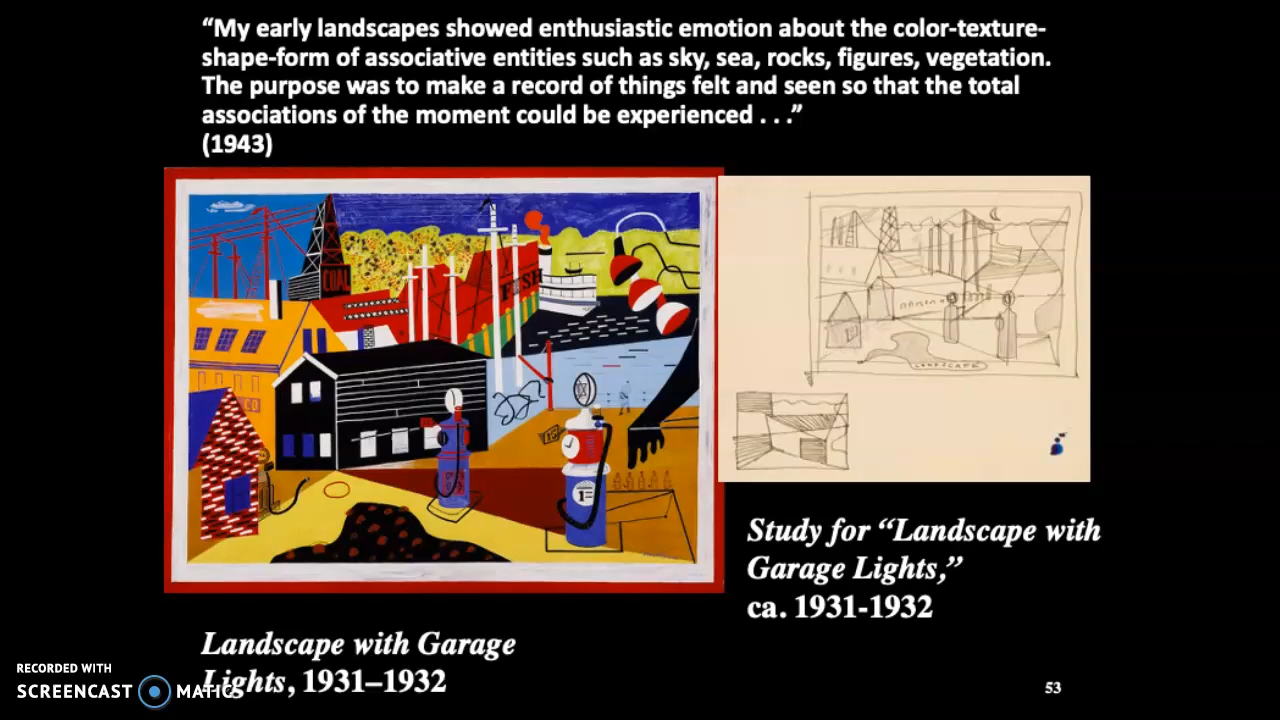 “My early landscapes showed enthusiastic emotion about the color-texture-
shape-form of associative entities such as sky, sea, rocks, figures, vegetation.
The purpose was to make a record of things felt and seen so that the total
associations of the moment could be experienced . . .”
(1943)
COAL
FISH
CO
LANDSCAPE
1=
Study for “Landscape with
Garage Lights,”
ca. 1931-1932
Landscape with Garage
Lights, 1931–1932
RECORDED WITH
SCREENCAST MATIC
53